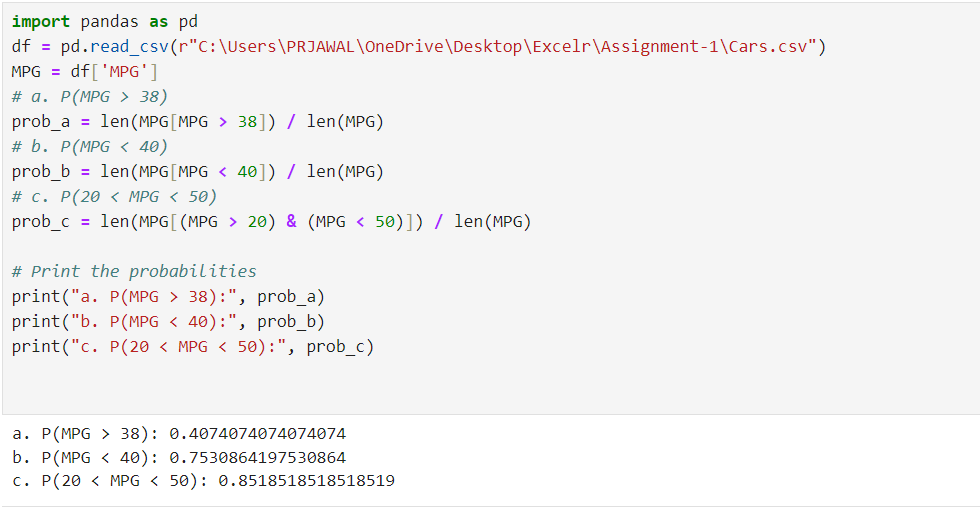 import pandas as pd
df = pd.read_csv(r"C:\Users\PRJAWAL\OneDrive\Desktop\Excelr\Assignment-1\Cars.csv")
MPG = df['MPG']
# a. P(MPG > 38)
prob_a = len(MPG[MPG > 38]) / len(MPG)
# b. P(MPG < 40)
prob_b = len(MPG[MPG < 40]) / len(MPG)
# c. P(20 < MPG < 50)
prob_c = len(MPG[(MPG > 20) & (MPG < 50)]) / len(MPG)
# Print the probabilities
print("a. P(MPG > 38):", prob_a)
print("b. P(MPG < 40):", prob_b)
print("c. P(20 < MPG < 50):", prob_c)
a. P(MPG > 38): 0.4074074074074074
b. P(MPG < 40): 0.7530864197530864
c. P(20 < MPG < 50): 0.8518518518518519